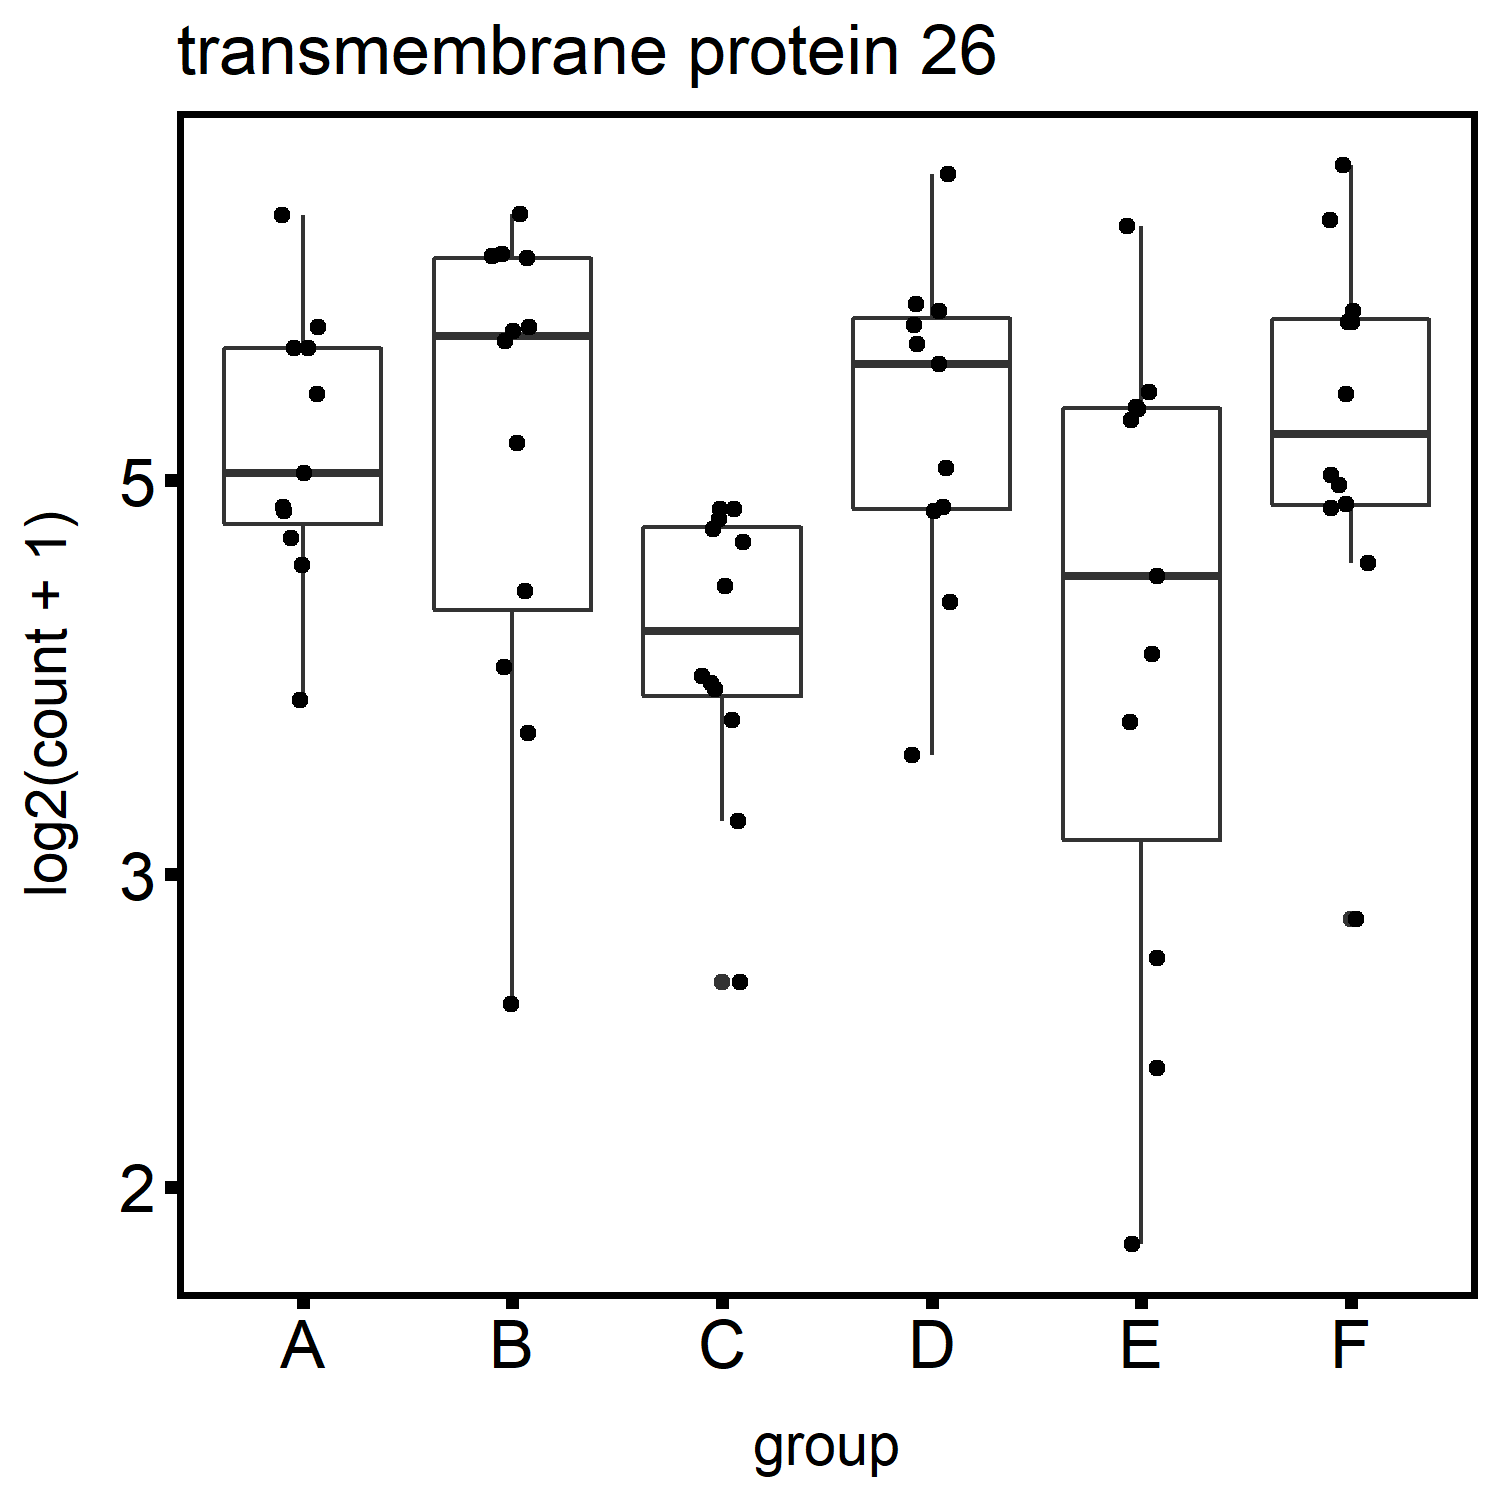 transmembrane protein 26
log2(count + 1)
5
3
2
A B C D E F
group